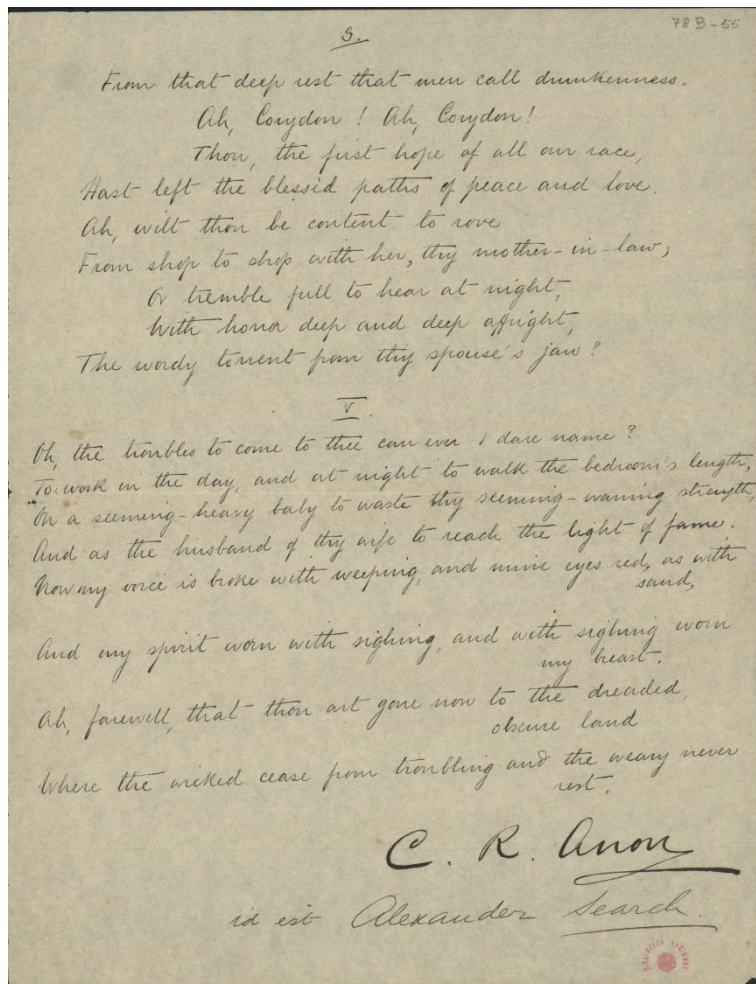 78B-55
3.
From that deep rest that men call drunkenness.
Ah, Corydon! Ah, Corydon!
Thou, the first hope of all our race,
Hast left the blessèd paths of peace and love.
Ah, wilt thou be content to rove
From shop to shop with her, thy mother-in-law;
Or tremble full to hear at night,
With horror deep and deep affright,
The wordy torrent from thy spouse's jaw?
V.
Oh, the troubles to come to thee can ever I dare name?
To work in the day, and at night to walk the bedroom's length,
On a seeming-heavy baby to waste thy seeming-waning strength,
And as the husband of thy wife to reach the light of fame.
Now my voice is broke with weeping, and mine eyes red, as with
sand,
And my spirit worn with sighing, and with sighing worn
my breast.
Ah, farewell, that thou art gone now to the dreaded,
obscure land
Where the wicked cease from troubling and the weary never
rest.
C. R. Anon
id est Alexander Search.
BIBLIOTECA NACIONAL